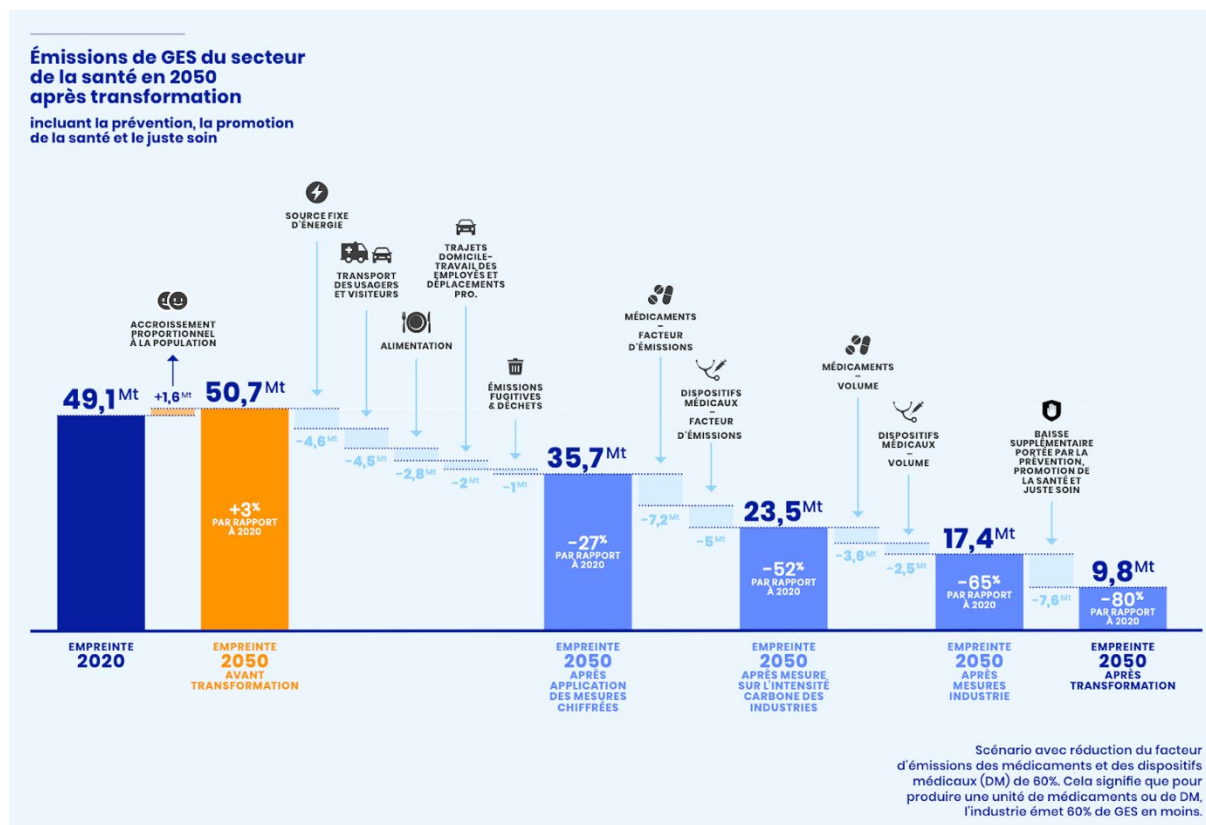 Émissions de GES du secteur
de la santé en 2050
après transformation
incluant la prévention, la promotion
de la santé et le juste soin
SOURCE FIXE
D'ÉNERGIE
TRANSPORT
DES USAGERS
ET VISITEURS
TRAJETS
DOMICILE-
TRAVAIL DES
EMPLOYÉS ET
DÉPLACEMENTS
PRO.
ACCROISSEMENT
PROPORTIONNEL
À LA POPULATION
ALIMENTATION
ÉMISSIONS
FUGITIVES
& DÉCHETS
MÉDICAMENTS
–
FACTEUR
D'ÉMISSIONS
DISPOSITIFS
MÉDICAUX
–
FACTEUR
D'ÉMISSIONS
MÉDICAMENTS
–
VOLUME
DISPOSITIFS
MÉDICAUX
–
VOLUME
BAISSE
SUPPLÉMENTAIRE
PORTÉE PAR LA
PRÉVENTION,
PROMOTION DE
LA SANTÉ ET
JUSTE SOIN
49,1Mt
+1,6Mt
50,7Mt
-4,6Mt
-4,5Mt
-2,8Mt
-2Mt
-1Mt
35,7Mt
-7,2Mt
-5Mt
23,5Mt
-3,6Mt
-2,5Mt
17,4Mt
-7,6Mt
9,8Mt
+3%
PAR RAPPORT
À 2020
-27%
PAR RAPPORT
À 2020
-52%
PAR RAPPORT
À 2020
-65%
PAR RAPPORT
À 2020
-80%
PAR RAPPORT
À 2020
EMPREINTE
2020
EMPREINTE
2050
AVANT
TRANSFORMATION
EMPREINTE
2050
APRÈS
APPLICATION
DES MESURES
CHIFFRÉES
EMPREINTE
2050
APRÈS MESURE
SUR L'INTENSITÉ
CARBONE DES
INDUSTRIES
EMPREINTE
2050
APRÈS
MESURES
INDUSTRIE
EMPREINTE
2050
APRÈS
TRANSFORMATION
Scénario avec réduction du facteur
d'émissions des médicaments et des dispositifs
médicaux (DM) de 60%. Cela signifie que pour
produire une unité de médicaments ou de DM,
l'industrie émet 60% de GES en moins.